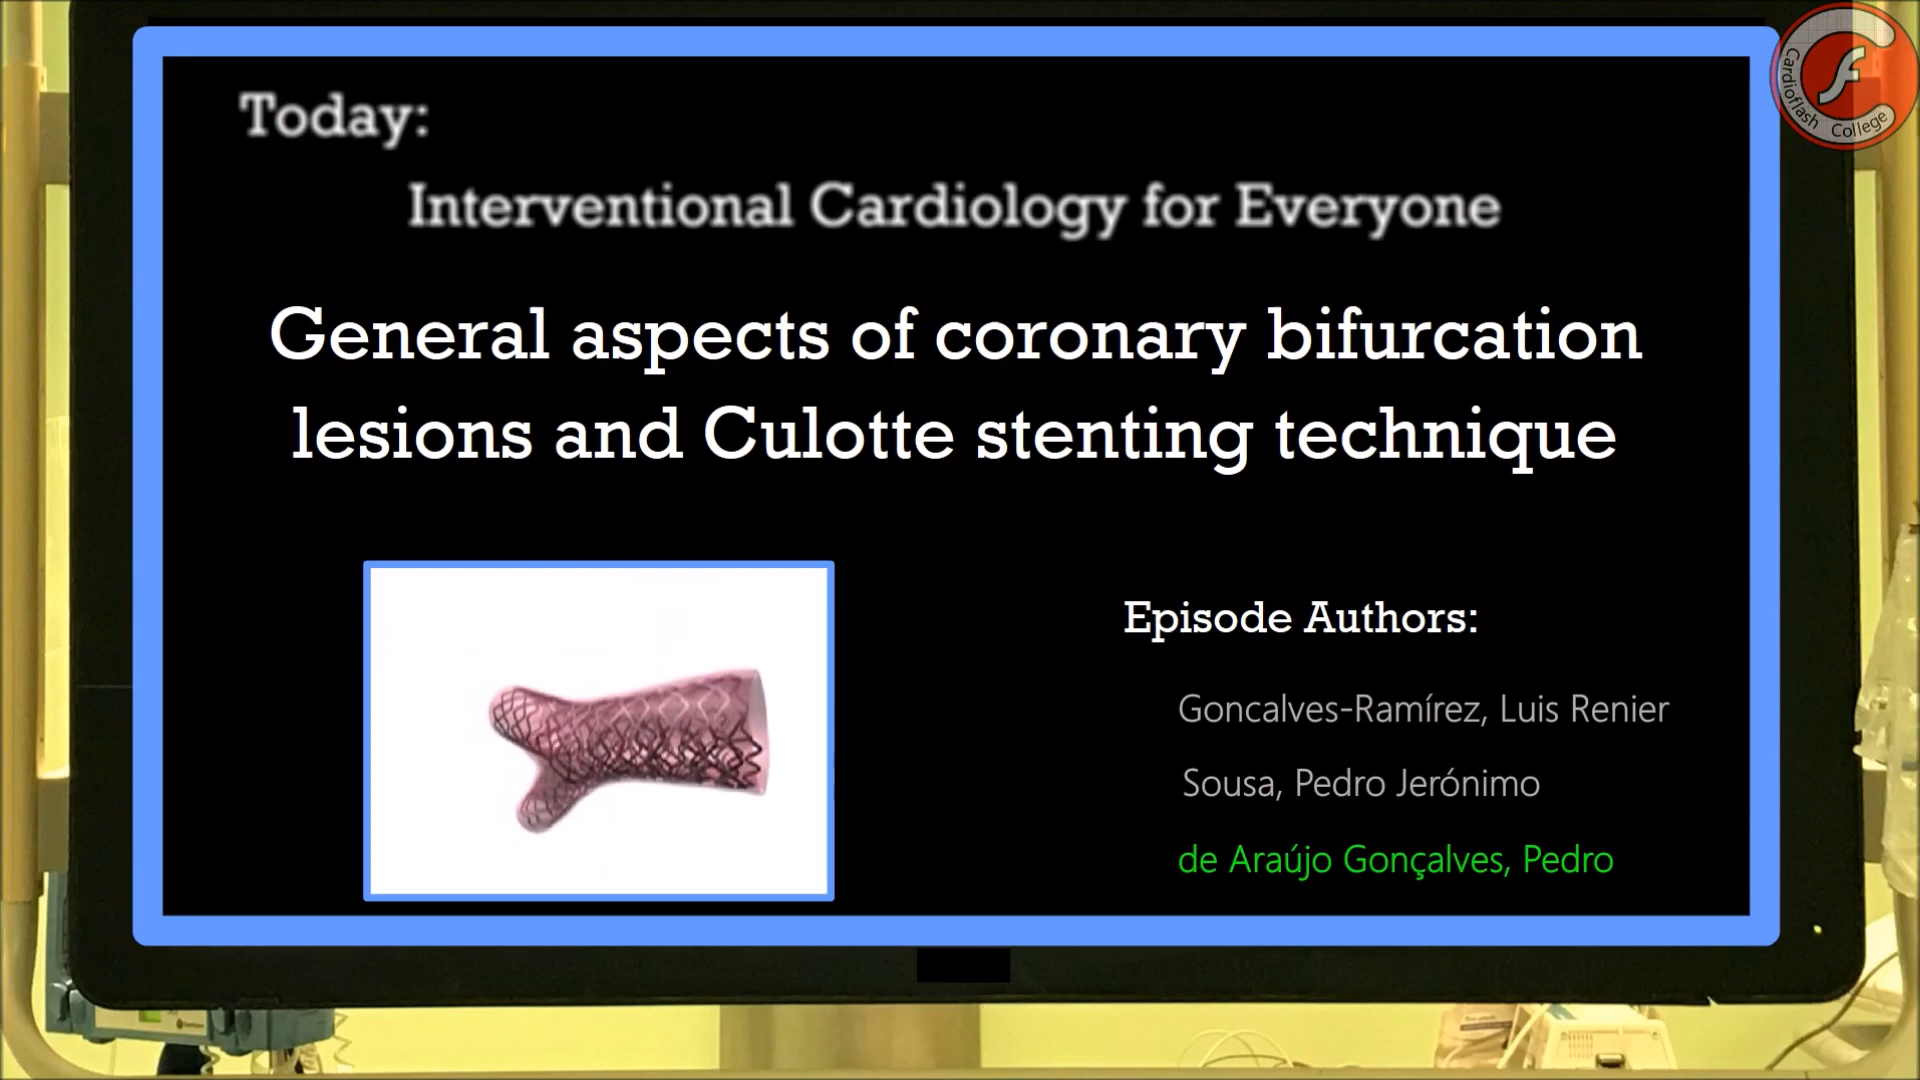 Today:
Interventional Cardiology for Everyone
General aspects of coronary bifurcation
lesions and Culotte stenting technique
Episode Authors:
Goncalves-Ramírez, Luis Renier
Sousa, Pedro Jerónimo
de Araújo Gonçalves, Pedro
Cardioflash College